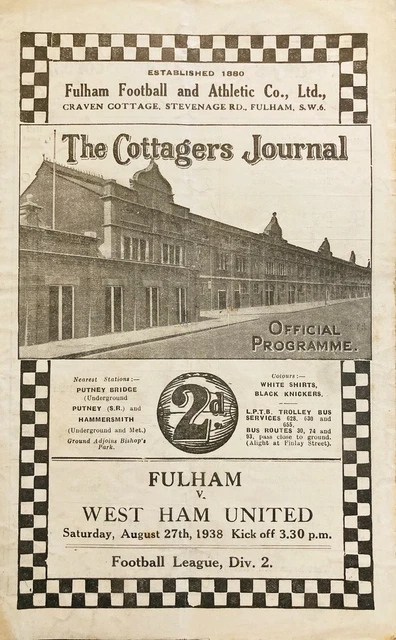 ESTABLISHED 1880
Fulham Football and Athletic Co., Ltd.,
CRAVEN COTTAGE, STEVENAGE RD., FULHAM, S.W.6.
The Cottagers Journal
OFFICIAL
PROGRAMME.
Nearest Stations:—
PUTNEY BRIDGE
(Underground
PUTNEY (S.R.) and
HAMMERSMITH
(Underground and Met.)
Ground Adjoins Bishop's
Park.
2d.
Colours:—
WHITE SHIRTS,
BLACK KNICKERS.
L.P.T.B. TROLLEY BUS
SERVICES 628, 630 and
655.
BUS ROUTES 30, 74 and
93, pass close to ground.
(Alight at Finlay Street).
FULHAM
V.
WEST HAM UNITED
Saturday, August 27th, 1938 Kick off 3.30 p.m.
Football League, Div. 2.